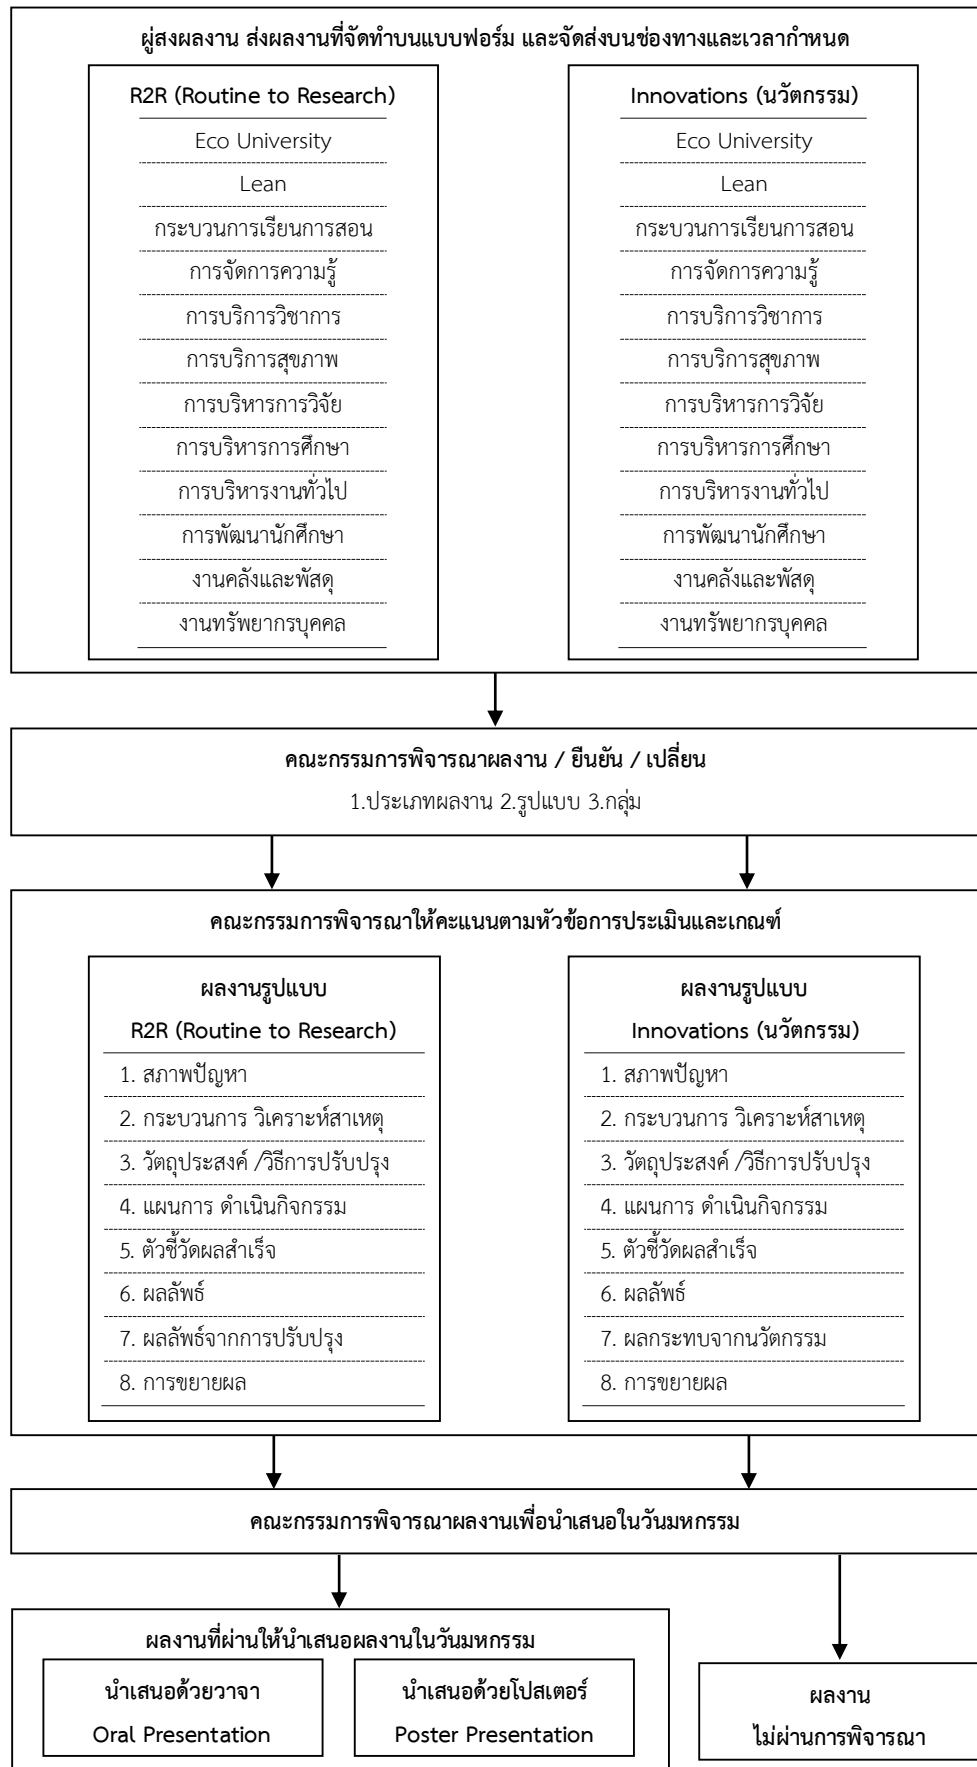 ผู้ส่งผลงาน ส่งผลงานที่จัดทำบนแบบฟอร์ม และจัดส่งบนช่องทางและเวลากำหนด
R2R (Routine to Research)
Eco University
Lean
กระบวนการเรียนการสอน
การจัดการความรู้
การบริการวิชาการ
การบริการสุขภาพ
การบริหารการวิจัย
การบริหารการศึกษา
การบริหารงานทั่วไป
การพัฒนานักศึกษา
งานคลังและพัสดุ
งานทรัพยากรบุคคล
Innovations (นวัตกรรม)
Eco University
Lean
กระบวนการเรียนการสอน
การจัดการความรู้
การบริการวิชาการ
การบริการสุขภาพ
การบริหารการวิจัย
การบริหารการศึกษา
การบริหารงานทั่วไป
การพัฒนานักศึกษา
งานคลังและพัสดุ
งานทรัพยากรบุคคล
คณะกรรมการพิจารณาผลงาน / ยืนยัน / เปลี่ยน
1.ประเภทผลงาน 2.รูปแบบ 3.กลุ่ม
คณะกรรมการพิจารณาให้คะแนนตามหัวข้อการประเมินและเกณฑ์
ผลงานรูปแบบ
R2R (Routine to Research)
1. สภาพปัญหา
2. กระบวนการ วิเคราะห์สาเหตุ
3. วัตถุประสงค์ /วิธีการปรับปรุง
4. แผนการ ดำเนินกิจกรรม
5. ตัวชี้วัดผลสำเร็จ
6. ผลลัพธ์
7. ผลลัพธ์จากการปรับปรุง
8. การขยายผล
ผลงานรูปแบบ
Innovations (นวัตกรรม)
1. สภาพปัญหา
2. กระบวนการ วิเคราะห์สาเหตุ
3. วัตถุประสงค์ /วิธีการปรับปรุง
4. แผนการ ดำเนินกิจกรรม
5. ตัวชี้วัดผลสำเร็จ
6. ผลลัพธ์
7. ผลกระทบจากนวัตกรรม
8. การขยายผล
คณะกรรมการพิจารณาผลงานเพื่อนำเสนอในวันมหกรรม
ผลงานที่ผ่านให้นำเสนอผลงานในวันมหกรรม
นำเสนอด้วยวาจา
Oral Presentation
นำเสนอด้วยโปสเตอร์
Poster Presentation
ผลงาน
ไม่ผ่านการพิจารณา